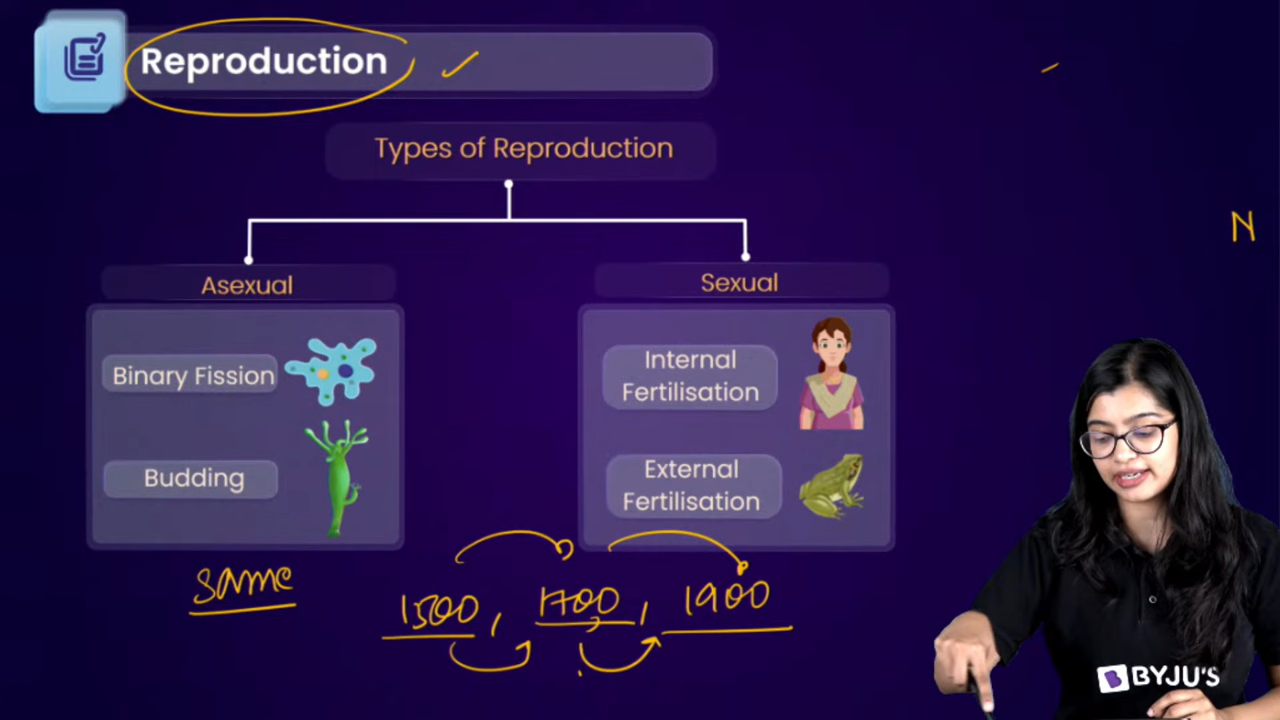 Reproduction
Types of Reproduction
N
Asexual
Sexual
Binary Fission
Internal
Fertilisation
Budding
External
Fertilisation
same
1500, 1700, 1900
BYJU'S